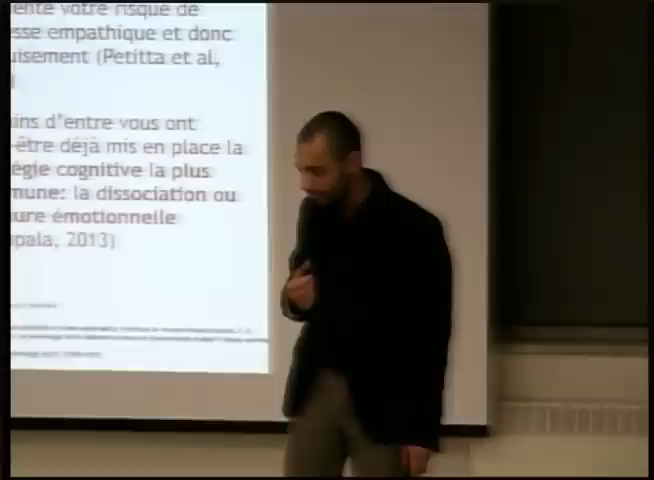 ente votre risque de
sse empathique et donc
uisement (Petitta et al,
ins d'entre vous ont
-être déjà mis en place la
égie cognitive la plus
mune: la dissociation ou
ure émotionnelle
pala, 2013)